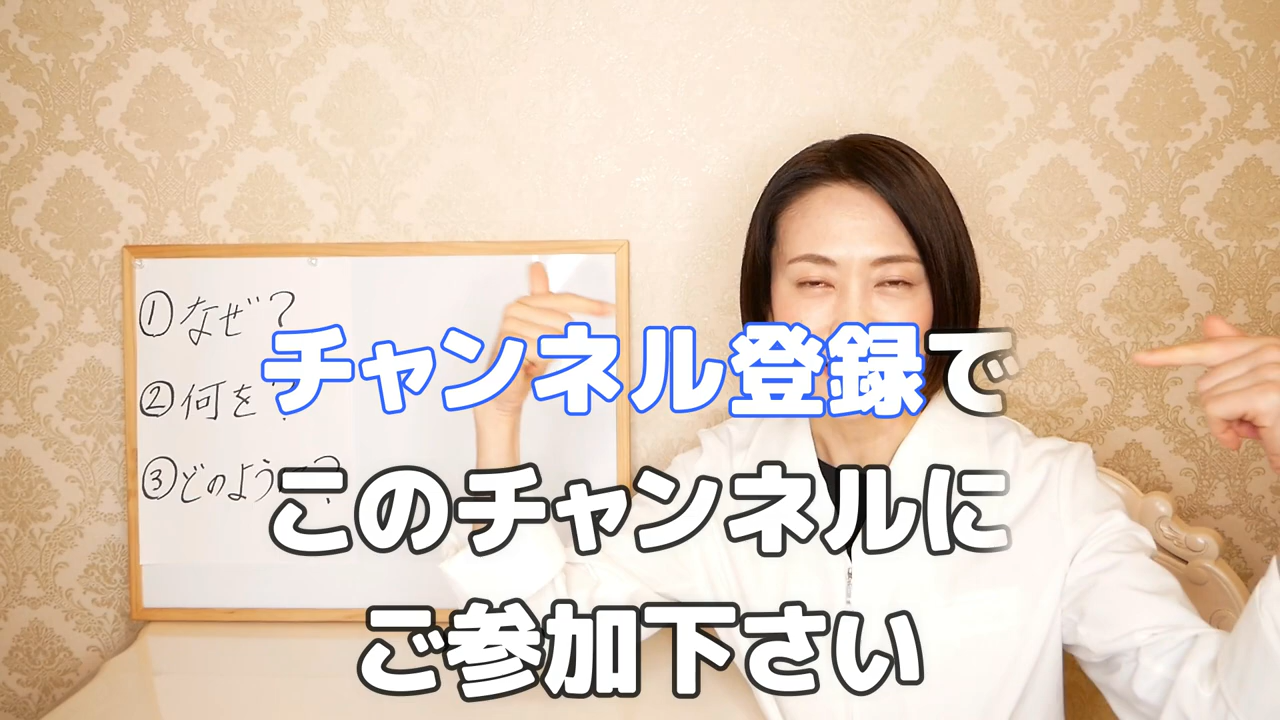 ①なぜ?
②何を?
③どのように?
チャンネル登録で
このチャンネルに
ご参加下さい